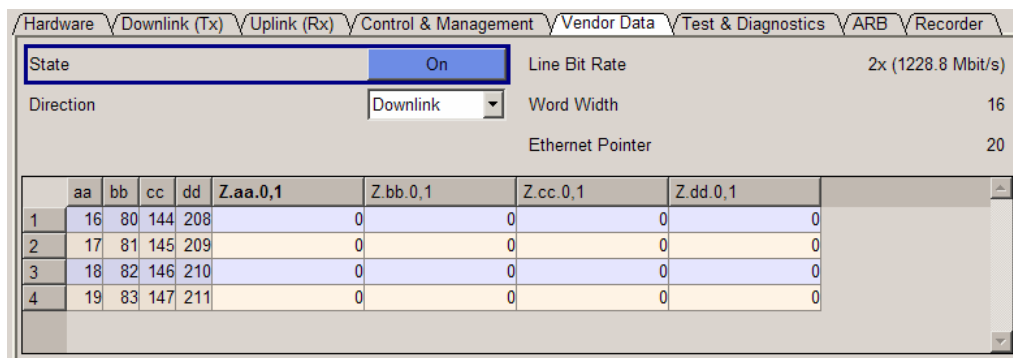 Hardware Downlink (Tx) Uplink (Rx) Control & Management Vendor Data Test & Diagnostics ARB Recorder
State On Line Bit Rate 2x (1228.8 Mbit/s)
Direction Downlink Word Width 16
Ethernet Pointer 20
aa bb cc dd Z.aa.0,1 Z.bb.0,1 Z.cc.0,1 Z.dd.0,1
1 16 80 144 208 0 0 0 0
2 17 81 145 209 0 0 0 0
3 18 82 146 210 0 0 0 0
4 19 83 147 211 0 0 0 0